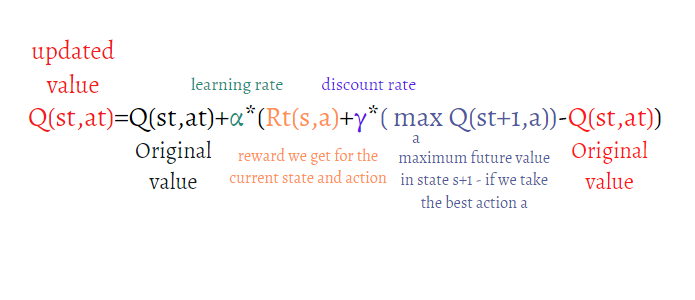 updated
value
learning rate
discount rate
Q(st,at)=Q(st,at)+α*(Rt(s,a)+γ*( max Q(st+1,a))-Q(st,at))
a
Original
value
reward we get for the
current state and action
maximum future value
in state s+1 - if we take
the best action a
Original
value